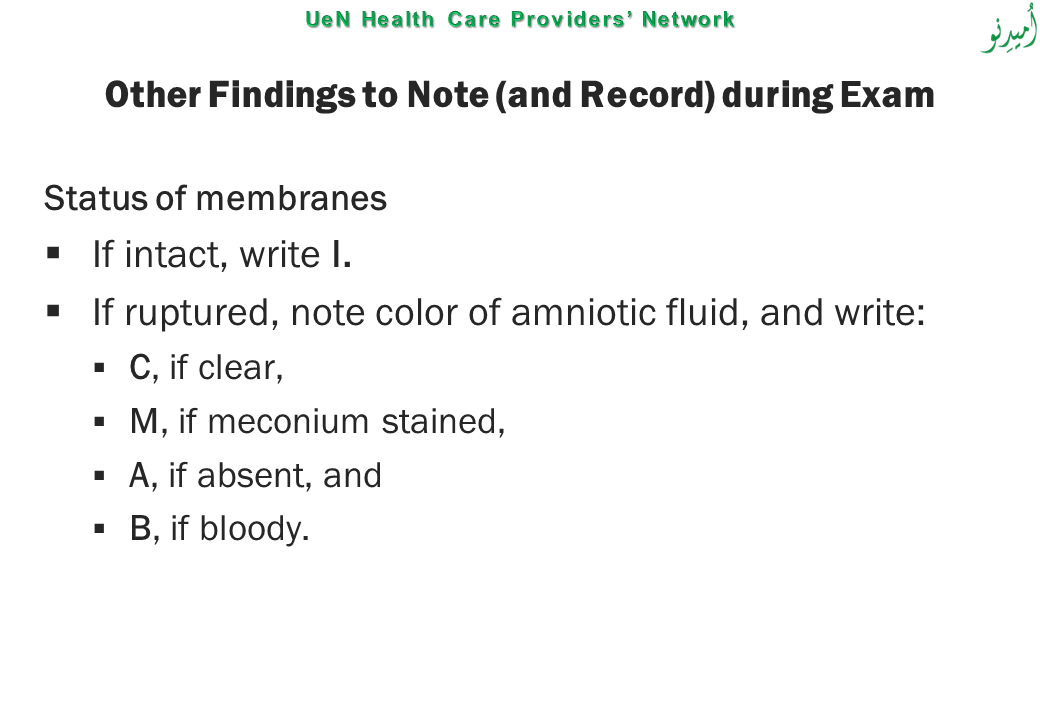 UeN Health Care Providers’ Network
اُمیدِنو
Other Findings to Note (and Record) during Exam
Status of membranes
▪ If intact, write I.
▪ If ruptured, note color of amniotic fluid, and write:
▪ C, if clear,
▪ M, if meconium stained,
▪ A, if absent, and
▪ B, if bloody.